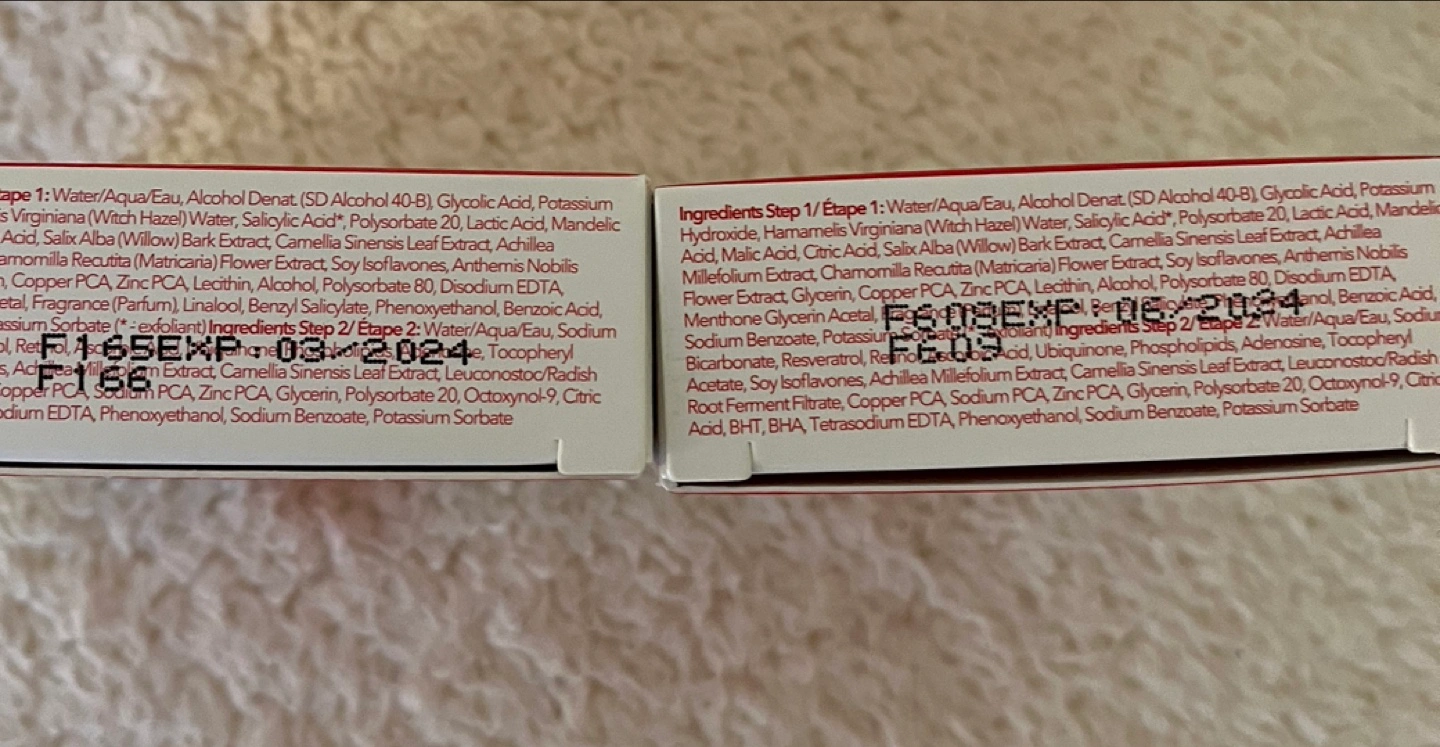 ape 1: Water/Aqua/Eau, Alcohol Denat. (SD Alcohol 40-B), Glycolic Acid, Potassium
is Virginiana (Witch Hazel) Water, Salicylic Acid*, Polysorbate 20, Lactic Acid, Mandelic
Acid, Salix Alba (Willow) Bark Extract, Camellia Sinensis Leaf Extract, Achillea
amomilla Recutita (Matricaria) Flower Extract, Soy Isoflavones, Anthemis Nobilis
, Copper PCA, Zinc PCA, Lecithin, Alcohol, Polysorbate 80, Disodium EDTA,
etal, Fragrance (Parfum), Linalool, Benzyl Salicylate, Phenoxyethanol, Benzoic Acid,
assium Sorbate (* - exfoliant) Ingredients Step 2/ Étape 2: Water/Aqua/Eau, Sodium
Tocopheryl
F165EXP·03/2024
Extract, Camellia Sinensis Leaf Extract, Leuconostoc/Radish
F166
opper PCA, Sodium PCA, Zinc PCA, Glycerin, Polysorbate 20, Octoxynol-9, Citric
odium EDTA, Phenoxyethanol, Sodium Benzoate, Potassium Sorbate
Ingredients Step 1/ Étape 1: Water/Aqua/Eau, Alcohol Denat. (SD Alcohol 40-B), Glycolic Acid, Potassium
Hydroxide, Hamamelis Virginiana (Witch Hazel) Water, Salicylic Acid*, Polysorbate 20, Lactic Acid, Mandelic
Acid, Malic Acid, Citric Acid, Salix Alba (Willow) Bark Extract, Camellia Sinensis Leaf Extract, Achillea
Millefolium Extract, Chamomilla Recutita (Matricaria) Flower Extract, Soy Isoflavones, Anthemis Nobilis
Flower Extract, Glycerin, Copper PCA, Zinc PCA, Lecithin, Alcohol, Polysorbate 80, Disodium EDTA,
Menthone Glycerin Acetal, Benzoic Acid,
F609EXP·06/2024
Sodium Benzoate, Potassium Ingredients Step 2/ Étape 2: Water/Aqua/Eau, Sodium
F609
Bicarbonate, Resveratrol, Acid, Ubiquinone, Phospholipids, Adenosine, Tocopheryl
Acetate, Soy Isoflavones, Achillea Millefolium Extract, Camellia Sinensis Leaf Extract, Leuconostoc/Radish
Root Ferment Filtrate, Copper PCA, Sodium PCA, Zinc PCA, Glycerin, Polysorbate 20, Octoxynol-9, Citric
Acid, BHT, BHA, Tetrasodium EDTA, Phenoxyethanol, Sodium Benzoate, Potassium Sorbate